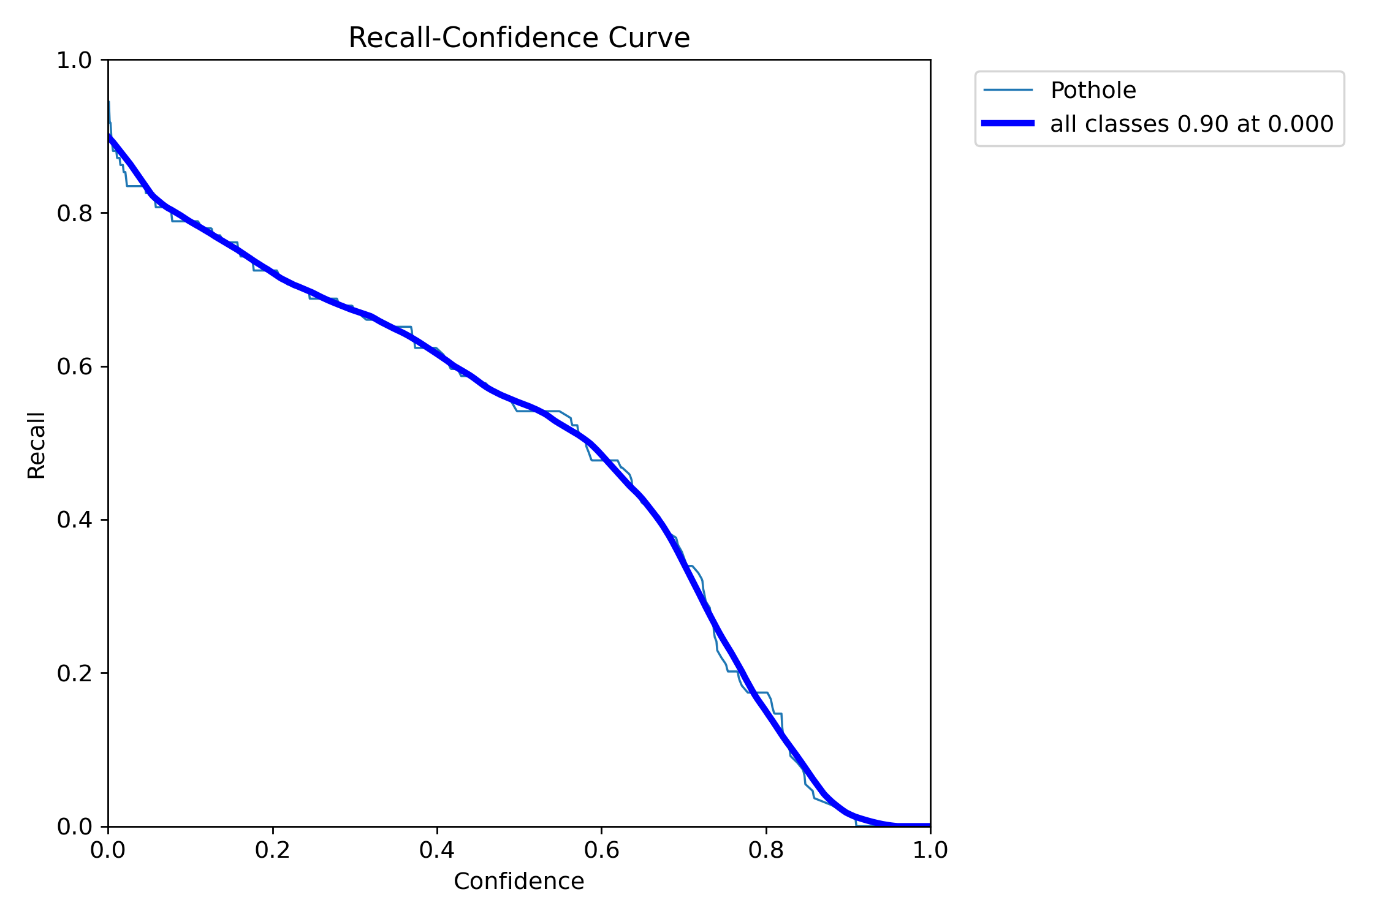 Recall-Confidence Curve
Pothole
all classes 0.90 at 0.000
1.0
0.8
0.6
0.4
0.2
0.0
Recall
0.0 0.2 0.4 0.6 0.8 1.0
Confidence